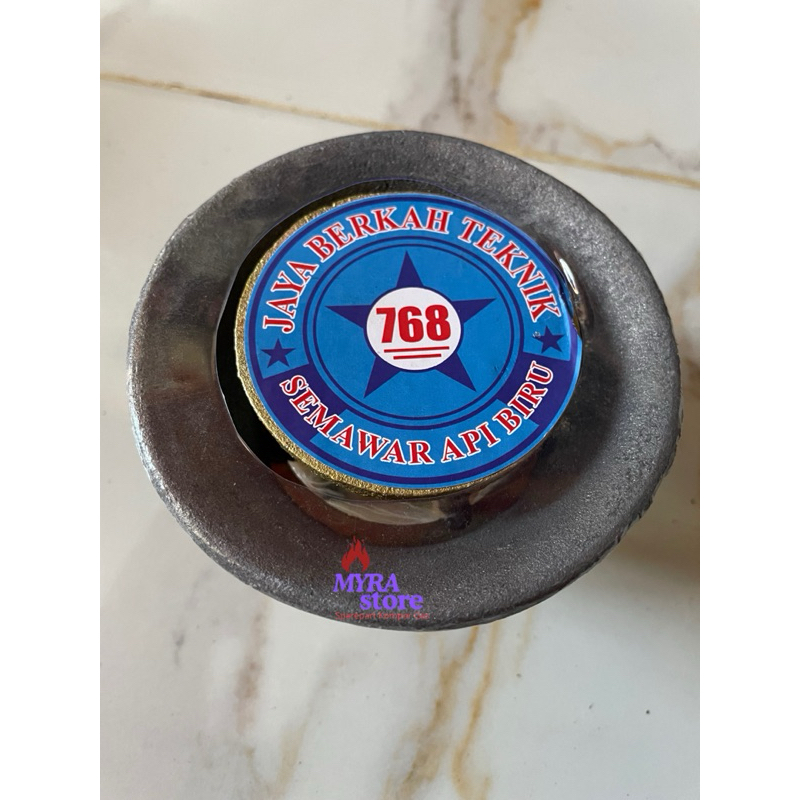 JAYA BERKAH TEKNIK
768
SEMAWAR API BIRU
MYRA
store